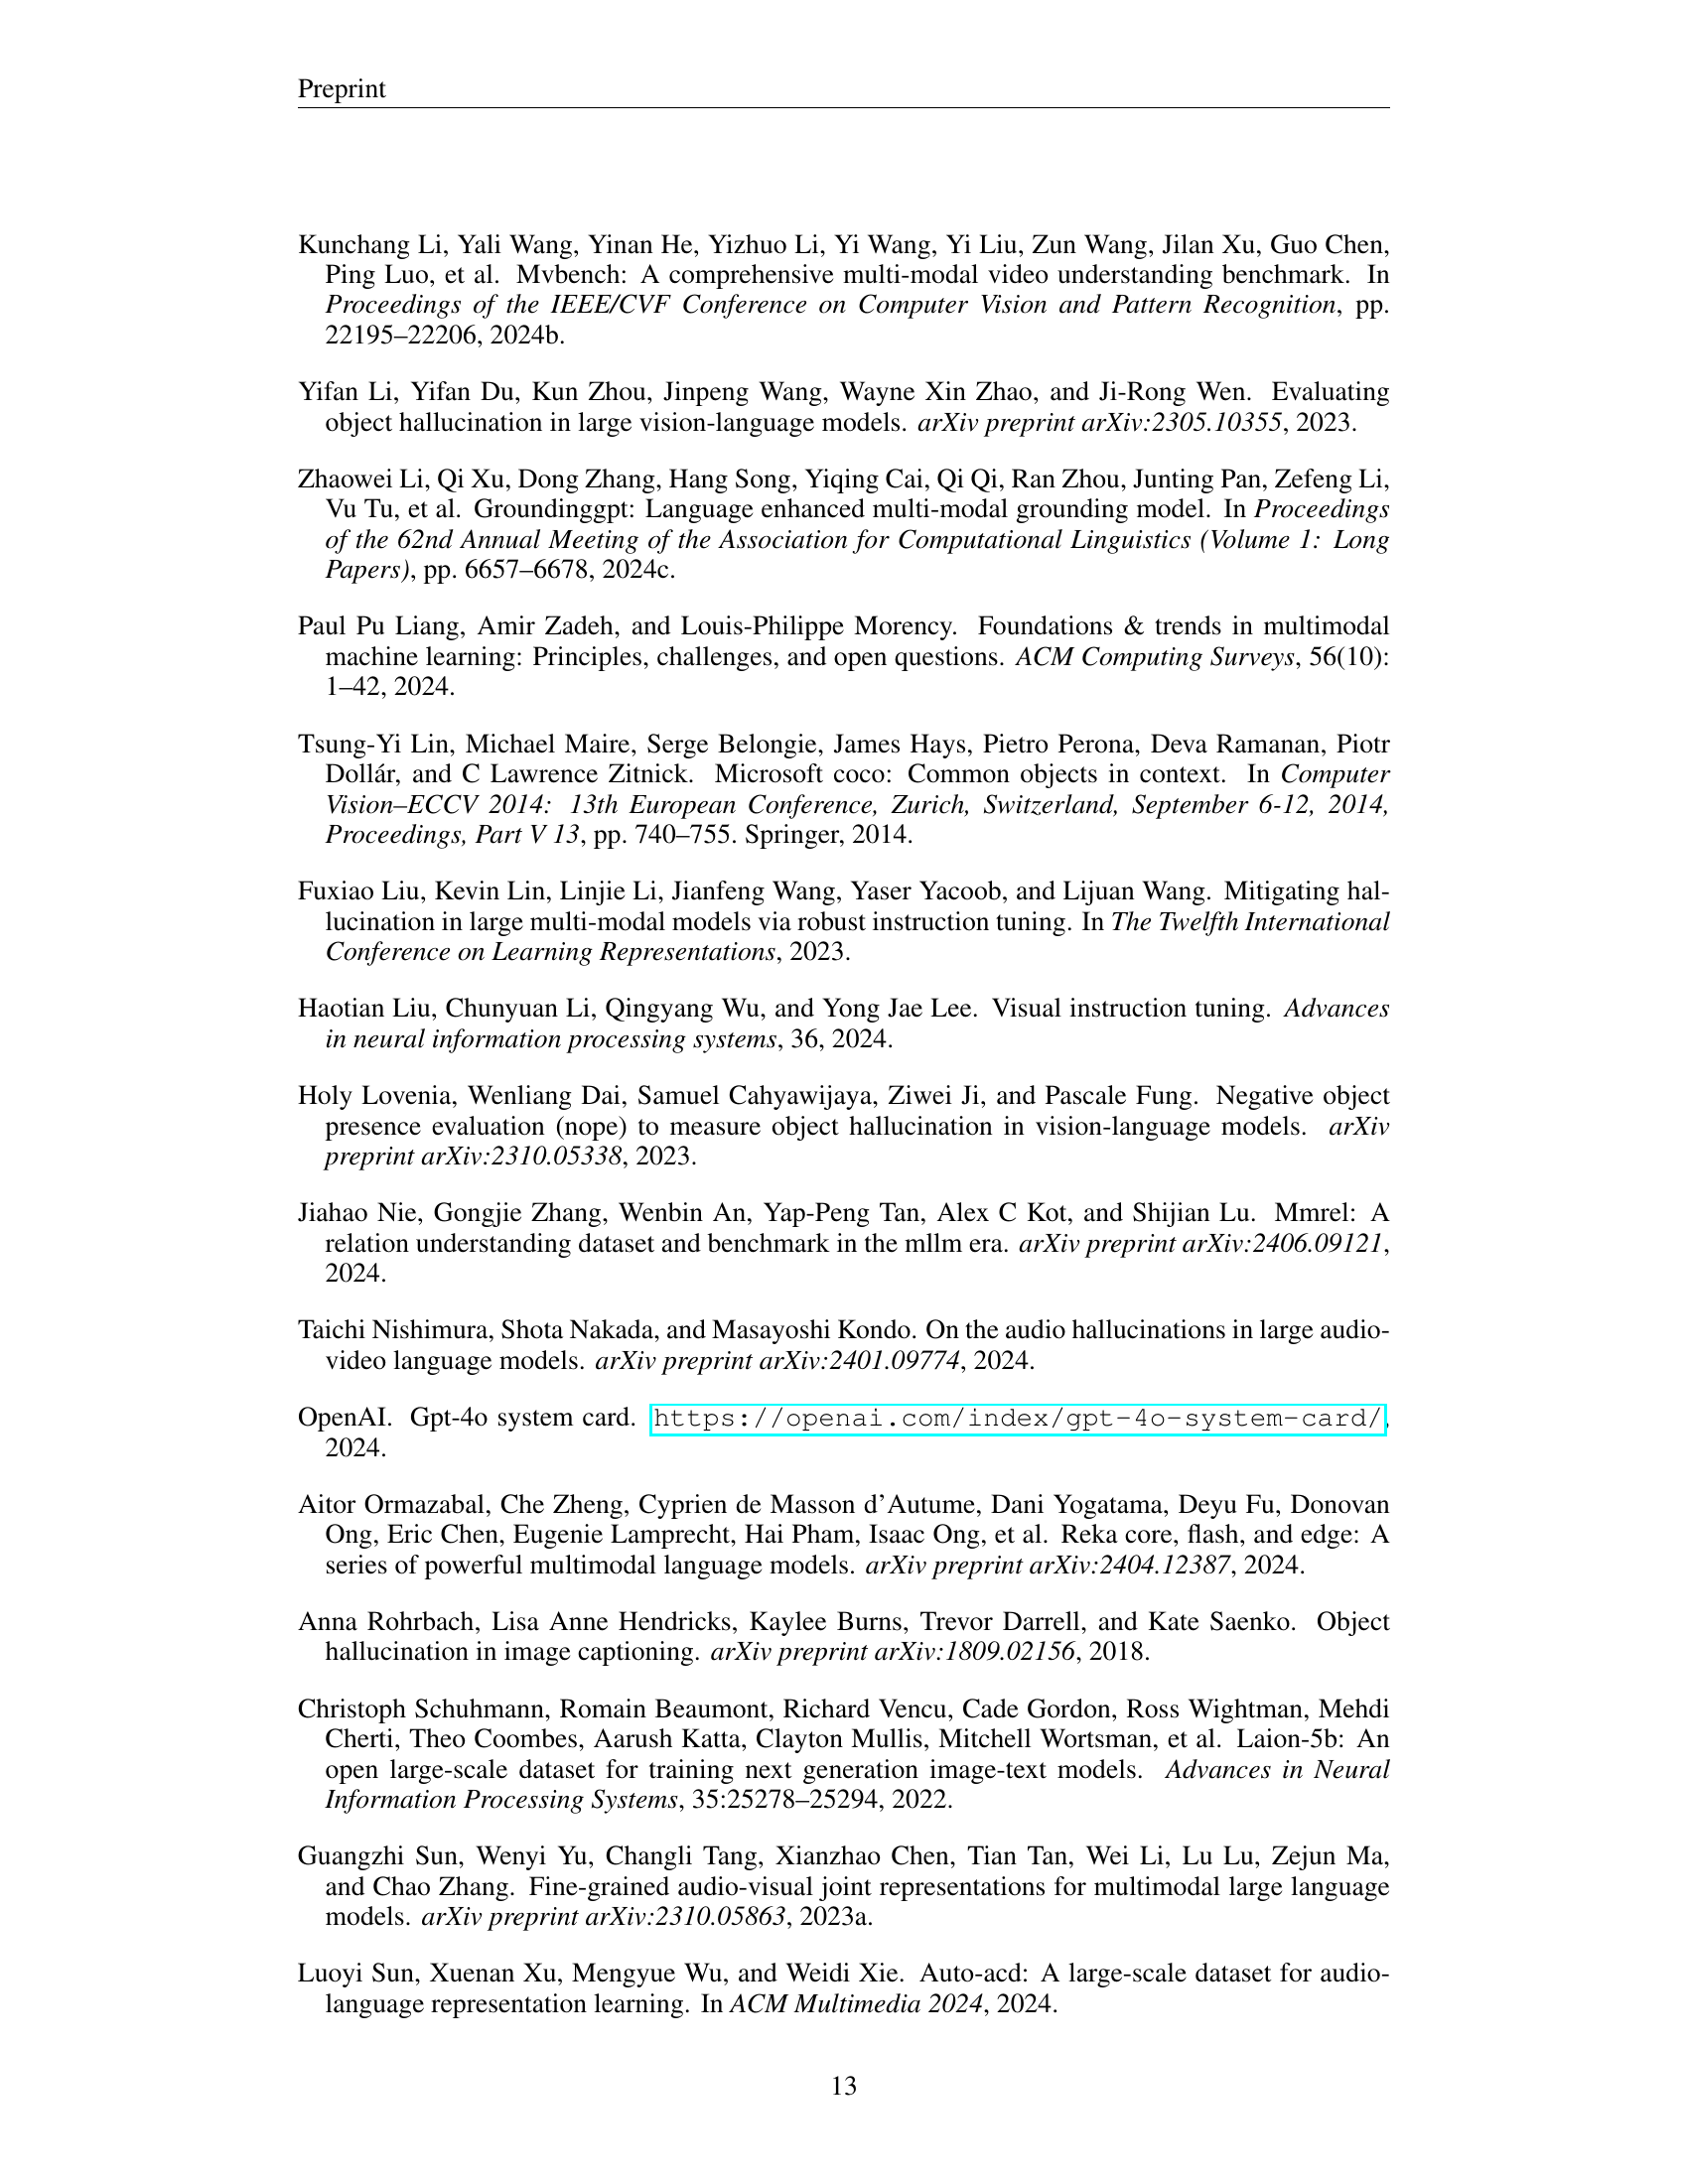 Preprint
Kunchang Li, Yali Wang, Yinan He, Yizhuo Li, Yi Wang, Yi Liu, Zun Wang, Jilan Xu, Guo Chen,
Ping Luo, et al. Mvbench: A comprehensive multi-modal video understanding benchmark. In
Proceedings of the IEEE/CVF Conference on Computer Vision and Pattern Recognition, pp.
22195–22206, 2024b.
Yifan Li, Yifan Du, Kun Zhou, Jinpeng Wang, Wayne Xin Zhao, and Ji-Rong Wen. Evaluating
object hallucination in large vision-language models. arXiv preprint arXiv:2305.10355, 2023.
Zhaowei Li, Qi Xu, Dong Zhang, Hang Song, Yiqing Cai, Qi Qi, Ran Zhou, Junting Pan, Zefeng Li,
Vu Tu, et al. Groundinggpt: Language enhanced multi-modal grounding model. In Proceedings
of the 62nd Annual Meeting of the Association for Computational Linguistics (Volume 1: Long
Papers), pp. 6657–6678, 2024c.
Paul Pu Liang, Amir Zadeh, and Louis-Philippe Morency. Foundations & trends in multimodal
machine learning: Principles, challenges, and open questions. ACM Computing Surveys, 56(10):
1–42, 2024.
Tsung-Yi Lin, Michael Maire, Serge Belongie, James Hays, Pietro Perona, Deva Ramanan, Piotr
Dollár, and C Lawrence Zitnick. Microsoft coco: Common objects in context. In Computer
Vision–ECCV 2014: 13th European Conference, Zurich, Switzerland, September 6-12, 2014,
Proceedings, Part V 13, pp. 740–755. Springer, 2014.
Fuxiao Liu, Kevin Lin, Linjie Li, Jianfeng Wang, Yaser Yacoob, and Lijuan Wang. Mitigating hal-
lucination in large multi-modal models via robust instruction tuning. In The Twelfth International
Conference on Learning Representations, 2023.
Haotian Liu, Chunyuan Li, Qingyang Wu, and Yong Jae Lee. Visual instruction tuning. Advances
in neural information processing systems, 36, 2024.
Holy Lovenia, Wenliang Dai, Samuel Cahyawijaya, Ziwei Ji, and Pascale Fung. Negative object
presence evaluation (nope) to measure object hallucination in vision-language models. arXiv
preprint arXiv:2310.05338, 2023.
Jiahao Nie, Gongjie Zhang, Wenbin An, Yap-Peng Tan, Alex C Kot, and Shijian Lu. Mmrel: A
relation understanding dataset and benchmark in the mllm era. arXiv preprint arXiv:2406.09121,
2024.
Taichi Nishimura, Shota Nakada, and Masayoshi Kondo. On the audio hallucinations in large audio-
video language models. arXiv preprint arXiv:2401.09774, 2024.
OpenAI. Gpt-4o system card. https://openai.com/index/gpt-4o-system-card/,
2024.
Aitor Ormazabal, Che Zheng, Cyprien de Masson d'Autume, Dani Yogatama, Deyu Fu, Donovan
Ong, Eric Chen, Eugenie Lamprecht, Hai Pham, Isaac Ong, et al. Reka core, flash, and edge: A
series of powerful multimodal language models. arXiv preprint arXiv:2404.12387, 2024.
Anna Rohrbach, Lisa Anne Hendricks, Kaylee Burns, Trevor Darrell, and Kate Saenko. Object
hallucination in image captioning. arXiv preprint arXiv:1809.02156, 2018.
Christoph Schuhmann, Romain Beaumont, Richard Vencu, Cade Gordon, Ross Wightman, Mehdi
Cherti, Theo Coombes, Aarush Katta, Clayton Mullis, Mitchell Wortsman, et al. Laion-5b: An
open large-scale dataset for training next generation image-text models. Advances in Neural
Information Processing Systems, 35:25278–25294, 2022.
Guangzhi Sun, Wenyi Yu, Changli Tang, Xianzhao Chen, Tian Tan, Wei Li, Lu Lu, Zejun Ma,
and Chao Zhang. Fine-grained audio-visual joint representations for multimodal large language
models. arXiv preprint arXiv:2310.05863, 2023a.
Luoyi Sun, Xuenan Xu, Mengyue Wu, and Weidi Xie. Auto-acd: A large-scale dataset for audio-
language representation learning. In ACM Multimedia 2024, 2024.
13